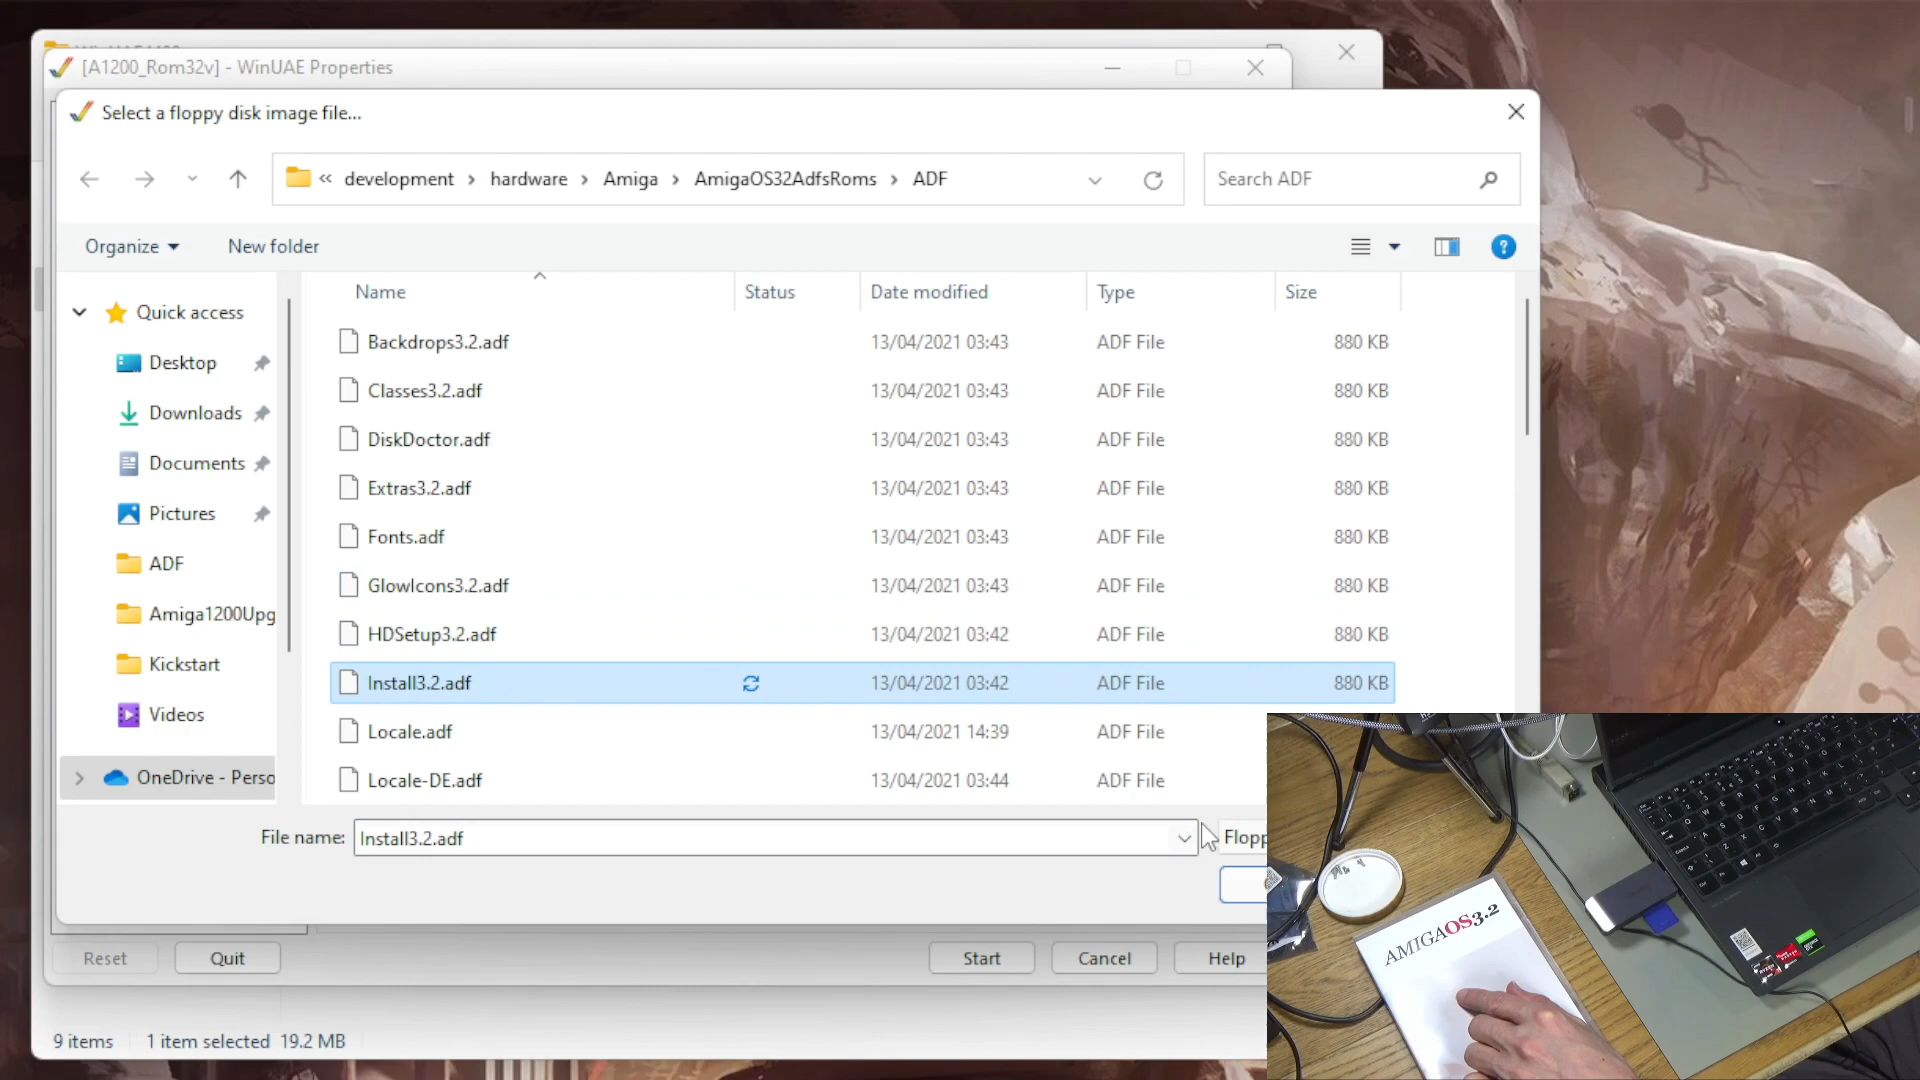 [A1200_Rom32v] - WinUAE Properties
Select a floppy disk image file...
« development > hardware > Amiga > AmigaOS32AdfsRoms > ADF
Search ADF
Organize
New folder
Name Status Date modified Type Size
Quick access
Desktop
Downloads
Documents
Pictures
ADF
Amiga1200Upg
Kickstart
Videos
OneDrive - Perso
Backdrops3.2.adf 13/04/2021 03:43 ADF File 880 KB
Classes3.2.adf 13/04/2021 03:43 ADF File 880 KB
DiskDoctor.adf 13/04/2021 03:43 ADF File 880 KB
Extras3.2.adf 13/04/2021 03:43 ADF File 880 KB
Fonts.adf 13/04/2021 03:43 ADF File 880 KB
GlowIcons3.2.adf 13/04/2021 03:43 ADF File 880 KB
HDSetup3.2.adf 13/04/2021 03:42 ADF File 880 KB
Install3.2.adf 13/04/2021 03:42 ADF File 880 KB
Locale.adf 13/04/2021 14:39 ADF File
Locale-DE.adf 13/04/2021 03:44 ADF File
File name: Install3.2.adf Flopp
Reset Quit Start Cancel Help
9 items 1 item selected 19.2 MB
AMIGAOS3.2